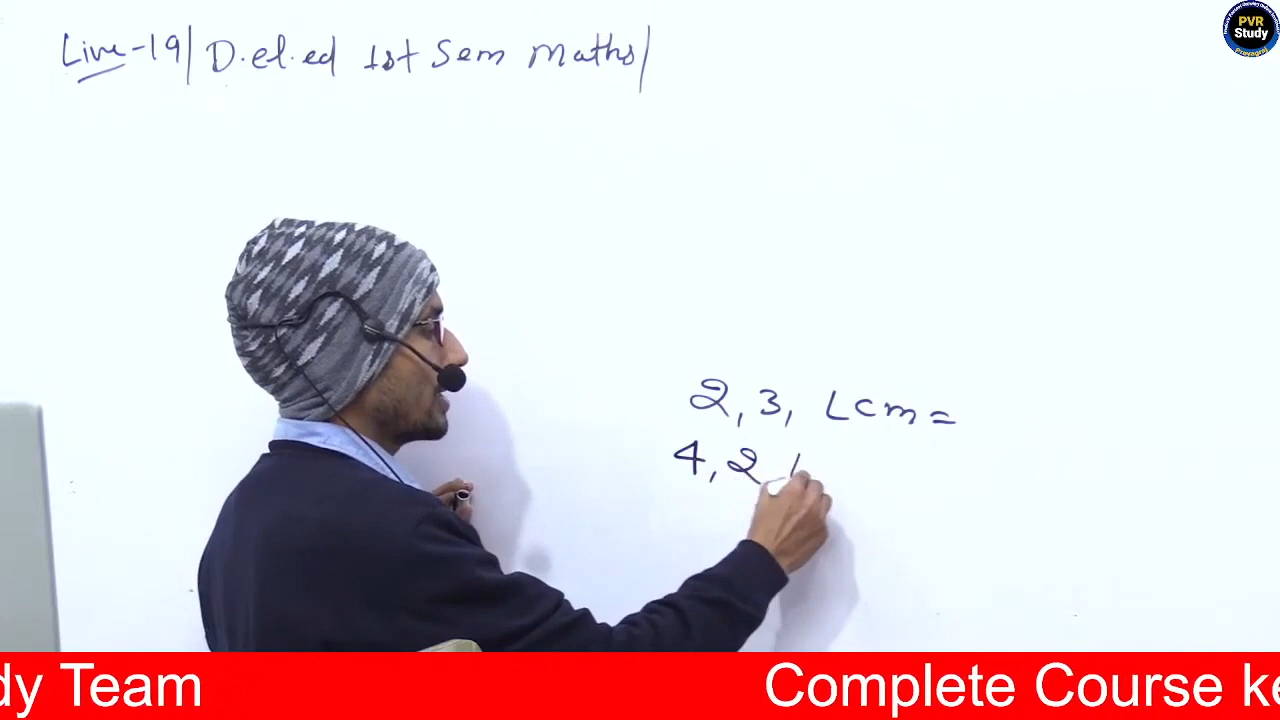 Live-19/ D.el.ed 1st Sem Maths/
PVR
Study
Prayagraj
2, 3, LCM =
4, 2
dy Team Complete Course ke